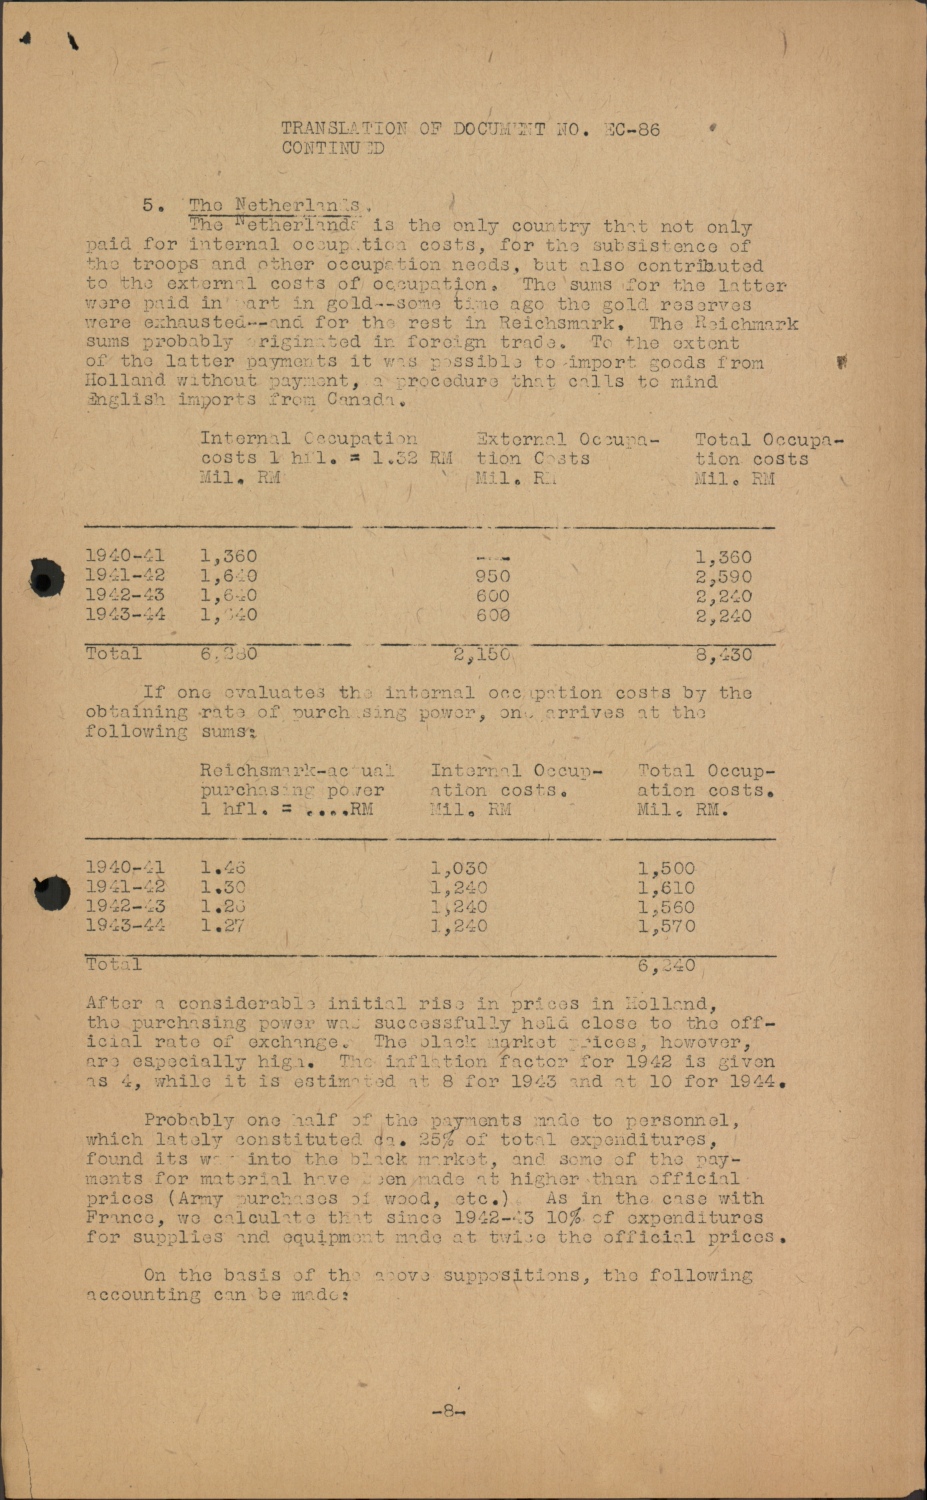 TRANSLATION OF DOCUMENT NO. EC-86
CONTINUED
5. The Netherlands.
The Netherlands is the only country that not only
paid for internal occupation costs, for the subsistence of
the troops and other occupation needs, but also contributed
to the external costs of occupation. The sums for the latter
were paid in part in gold--some time ago the gold reserves
were exhausted--and for the rest in Reichsmark. The Reichmark
sums probably originated in foreign trade. To the extent
of the latter payments it was possible to import goods from
Holland without payment, a procedure that calls to mind
English imports from Canada.
Internal Occupation External Occupa- Total Occupa-
costs 1 hfl. = 1.32 RM tion Costs tion costs
Mil. RM Mil. RM Mil. RM
1940-41 1,360 ---- 1,360
1941-42 1,640 950 2,590
1942-43 1,640 600 2,240
1943-44 1,640 600 2,240
Total 6.280 2,150 8,430
If one evaluates the internal occupation costs by the
obtaining rate of purchasing power, one arrives at the
following sums:
Reichsmark-actual Internal Occup- Total Occup-
purchasing power ation costs. ation costs.
1 hfl. = ....RM Mil. RM Mil. RM.
1940-41 1.46 1,030 1,500
1941-42 1.30 1,240 1,610
1942-43 1.26 1,240 1,560
1943-44 1.27 1,240 1,570
Total 6,240
After a considerable initial rise in prices in Holland,
the purchasing power was successfully held close to the off-
icial rate of exchange. The black market prices, however,
are especially high. The inflation factor for 1942 is given
as 4, while it is estimated at 8 for 1943 and at 10 for 1944.
Probably one half of the payments made to personnel,
which lately constituted ca. 25% of total expenditures,
found its way into the black market, and some of the pay-
ments for material have been made at higher than official
prices (Army purchases of wood, etc.) As in the case with
France, we calculate that since 1942-43 10% of expenditures
for supplies and equipment made at twice the official prices.
On the basis of the above suppositions, the following
accounting can be made:
-8-